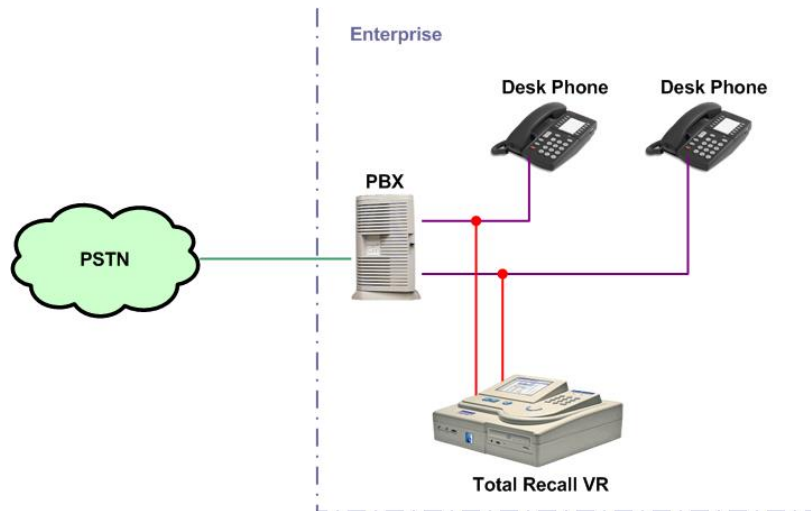 Enterprise
Desk Phone
Desk Phone
PBX
PSTN
Total Recall VR